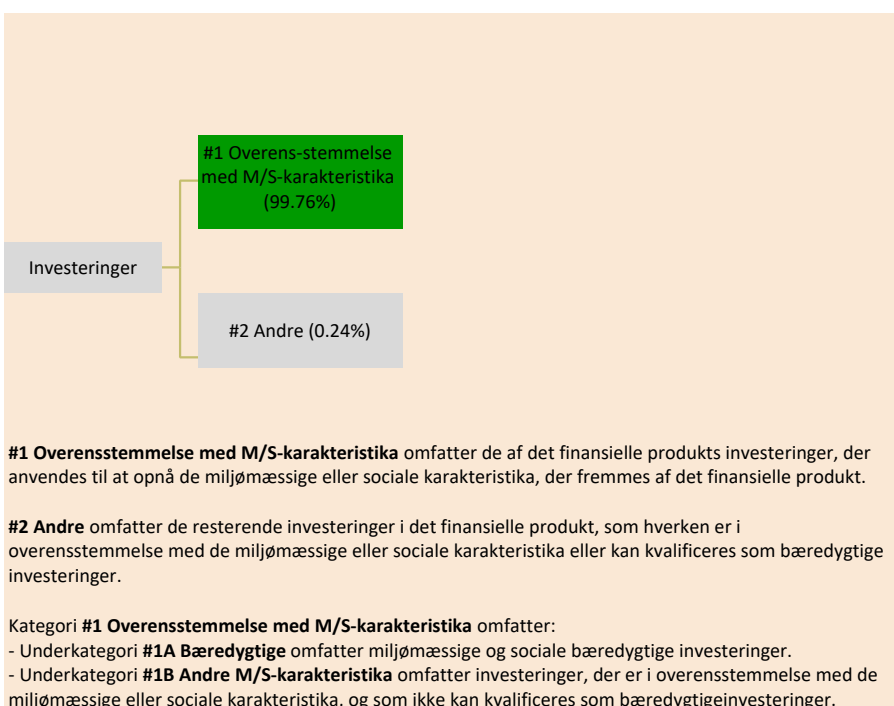 #1 Overens-stemmelse
med M/S-karakteristika
(99.76%)
Investeringer
#2 Andre (0.24%)
#1 Overensstemmelse med M/S-karakteristika omfatter de af det finansielle produkts investeringer, der
anvendes til at opnå de miljømæssige eller sociale karakteristika, der fremmes af det finansielle produkt.
#2 Andre omfatter de resterende investeringer i det finansielle produkt, som hverken er i
overensstemmelse med de miljømæssige eller sociale karakteristika eller kan kvalificeres som bæredygtige
investeringer.
Kategori #1 Overensstemmelse med M/S-karakteristika omfatter:
- Underkategori #1A Bæredygtige omfatter miljømæssige og sociale bæredygtige investeringer.
- Underkategori #1B Andre M/S-karakteristika omfatter investeringer, der er i overensstemmelse med de
miljømæssige eller sociale karakteristika, og som ikke kan kvalificeres som bæredygtigeinvesteringer.